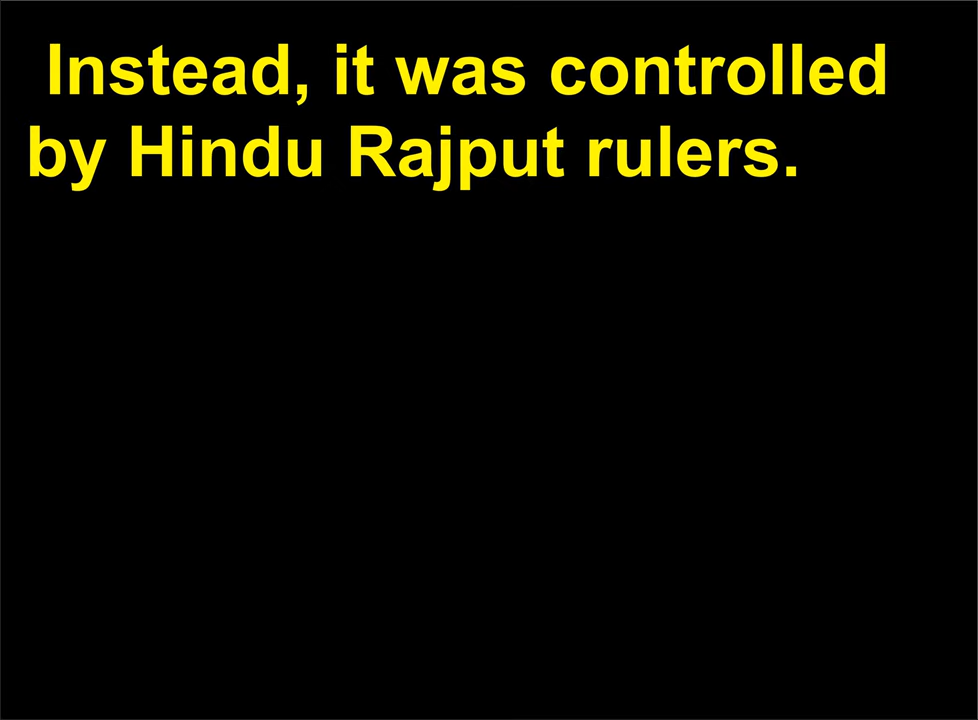 Instead, it was controlled
by Hindu Rajput rulers.